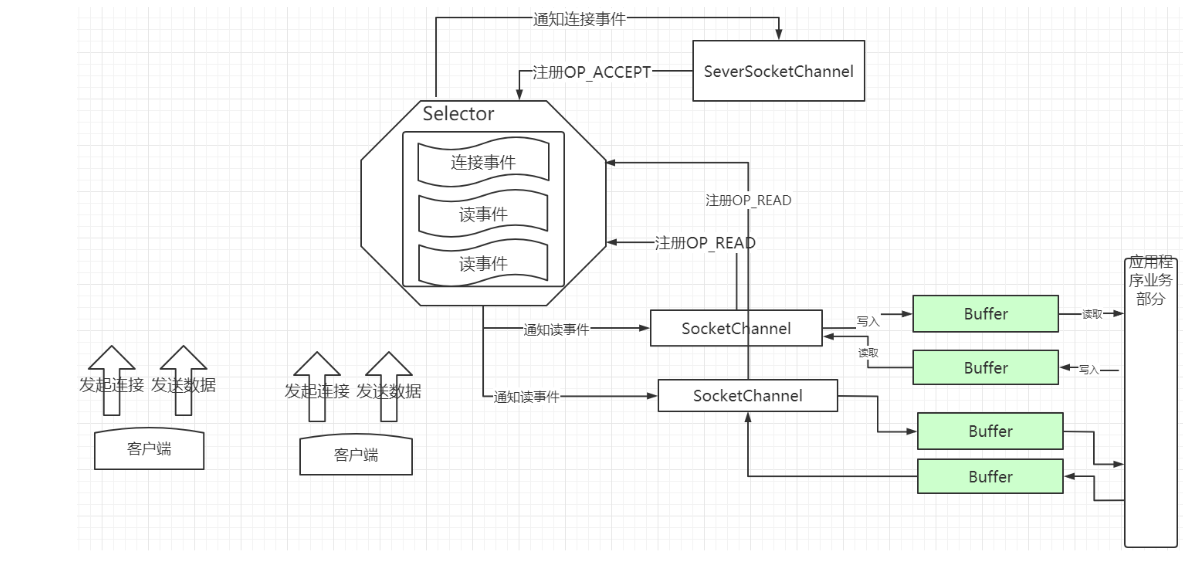 通知连接事件
SeverSocketChannel
注册OP_ACCEPT
Selector
连接事件
读事件
读事件
注册OP_READ
注册OP_READ
应用程
序业务
部分
Buffer
读取
写入
SocketChannel
通知读事件
读取
Buffer
写入
发起连接
发送数据
发起连接
发送数据
通知读事件
SocketChannel
Buffer
客户端
客户端
Buffer